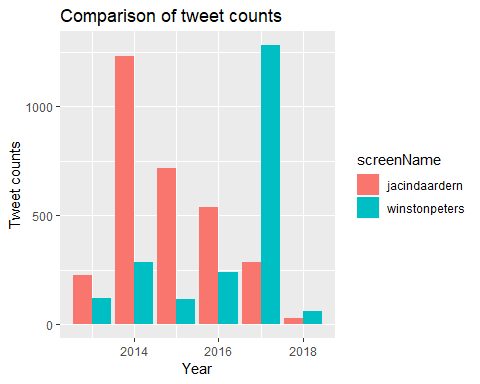 Comparison of tweet counts
1000
500
0
Tweet counts
2014 2016 2018
Year
screenName
jacindaardern
winstonpeters